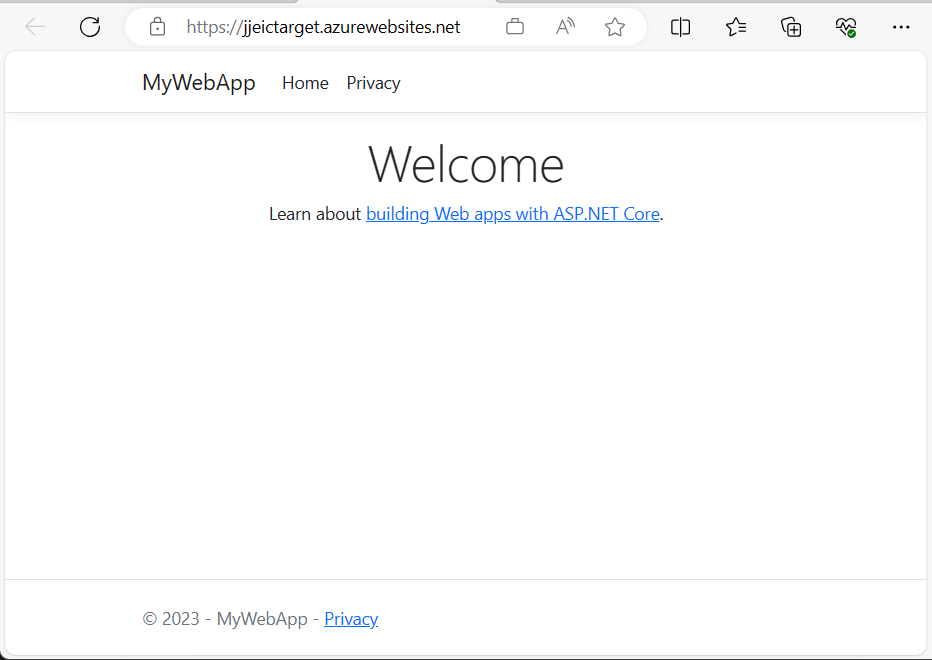 https://jjeictarget.azurewebsites.net
MyWebApp Home Privacy
Welcome
Learn about building Web apps with ASP.NET Core.
© 2023 - MyWebApp - Privacy